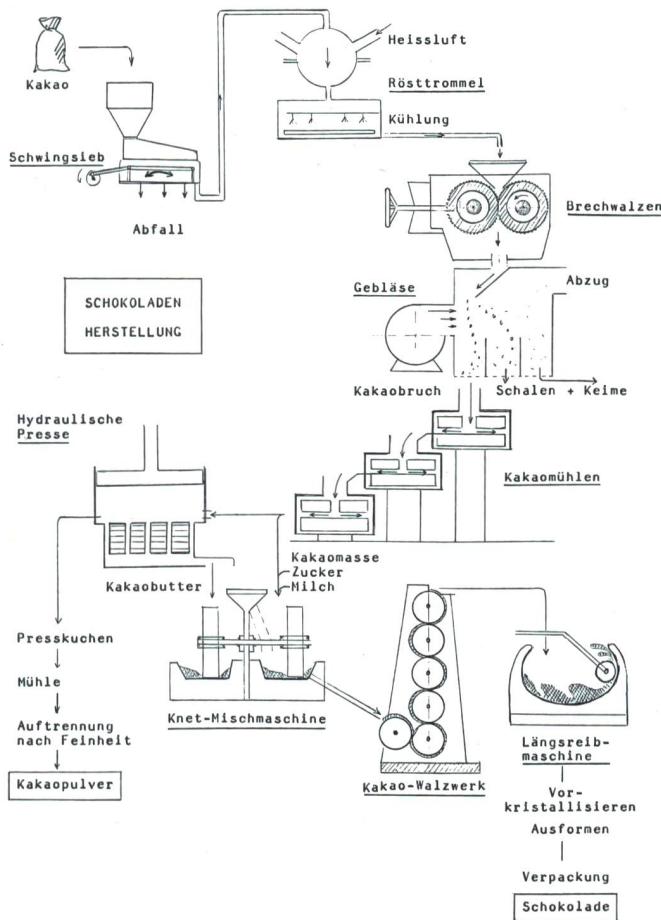 Heissluft
Kakao
Rösttrommel
Kühlung
Schwingsieb
Brechwalzen
Abfall
Abzug
Gebläse
SCHOKOLADEN
HERSTELLUNG
Kakaobruch
Schalen + Keime
Hydraulische
Presse
Kakaomühlen
Kakaomasse
Zucker
Milch
Kakaobutter
Presskuchen
Mühle
Knet-Mischmaschine
Auftrennung
nach Feinheit
Längsreib-
maschine
Kakaopulver
Kakao-Walzwerk
Vor-
kristallisieren
Ausformen
Verpackung
Schokolade